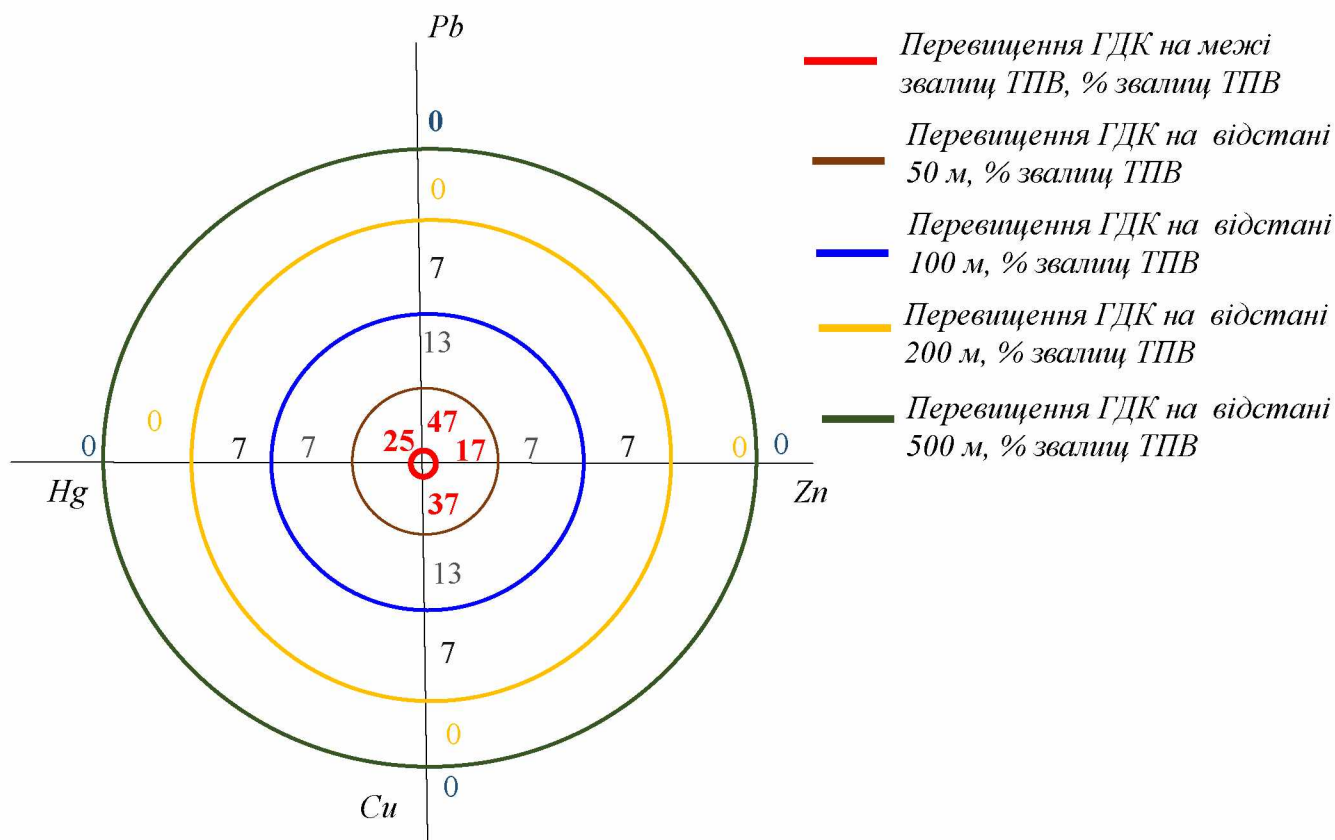 Pb
0
0
7
13
47
25
17
0
0
7
7
7
7
0
0
Hg
Zn
37
13
7
0
0
Cu
Перевищення ГДК на межі
звалищ ТПВ, % звалищ ТПВ
Перевищення ГДК на відстані
50 м, % звалищ ТПВ
Перевищення ГДК на відстані
100 м, % звалищ ТПВ
Перевищення ГДК на відстані
200 м, % звалищ ТПВ
Перевищення ГДК на відстані
500 м, % звалищ ТПВ